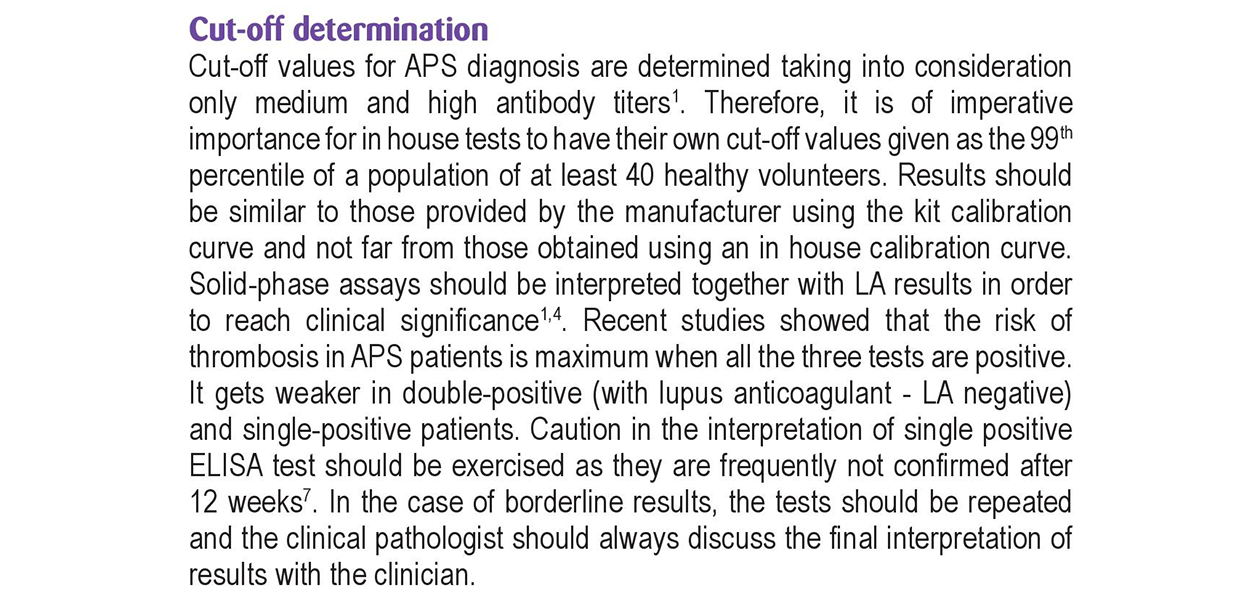 Cut-off determination
Cut-off values for APS diagnosis are determined taking into consideration
only medium and high antibody titers¹. Therefore, it is of imperative
importance for in house tests to have their own cut-off values given as the 99th
percentile of a population of at least 40 healthy volunteers. Results should
be similar to those provided by the manufacturer using the kit calibration
curve and not far from those obtained using an in house calibration curve.
Solid-phase assays should be interpreted together with LA results in order
to reach clinical significance¹,⁴. Recent studies showed that the risk of
thrombosis in APS patients is maximum when all the three tests are positive.
It gets weaker in double-positive (with lupus anticoagulant - LA negative)
and single-positive patients. Caution in the interpretation of single positive
ELISA test should be exercised as they are frequently not confirmed after
12 weeks⁷. In the case of borderline results, the tests should be repeated
and the clinical pathologist should always discuss the final interpretation of
results with the clinician.